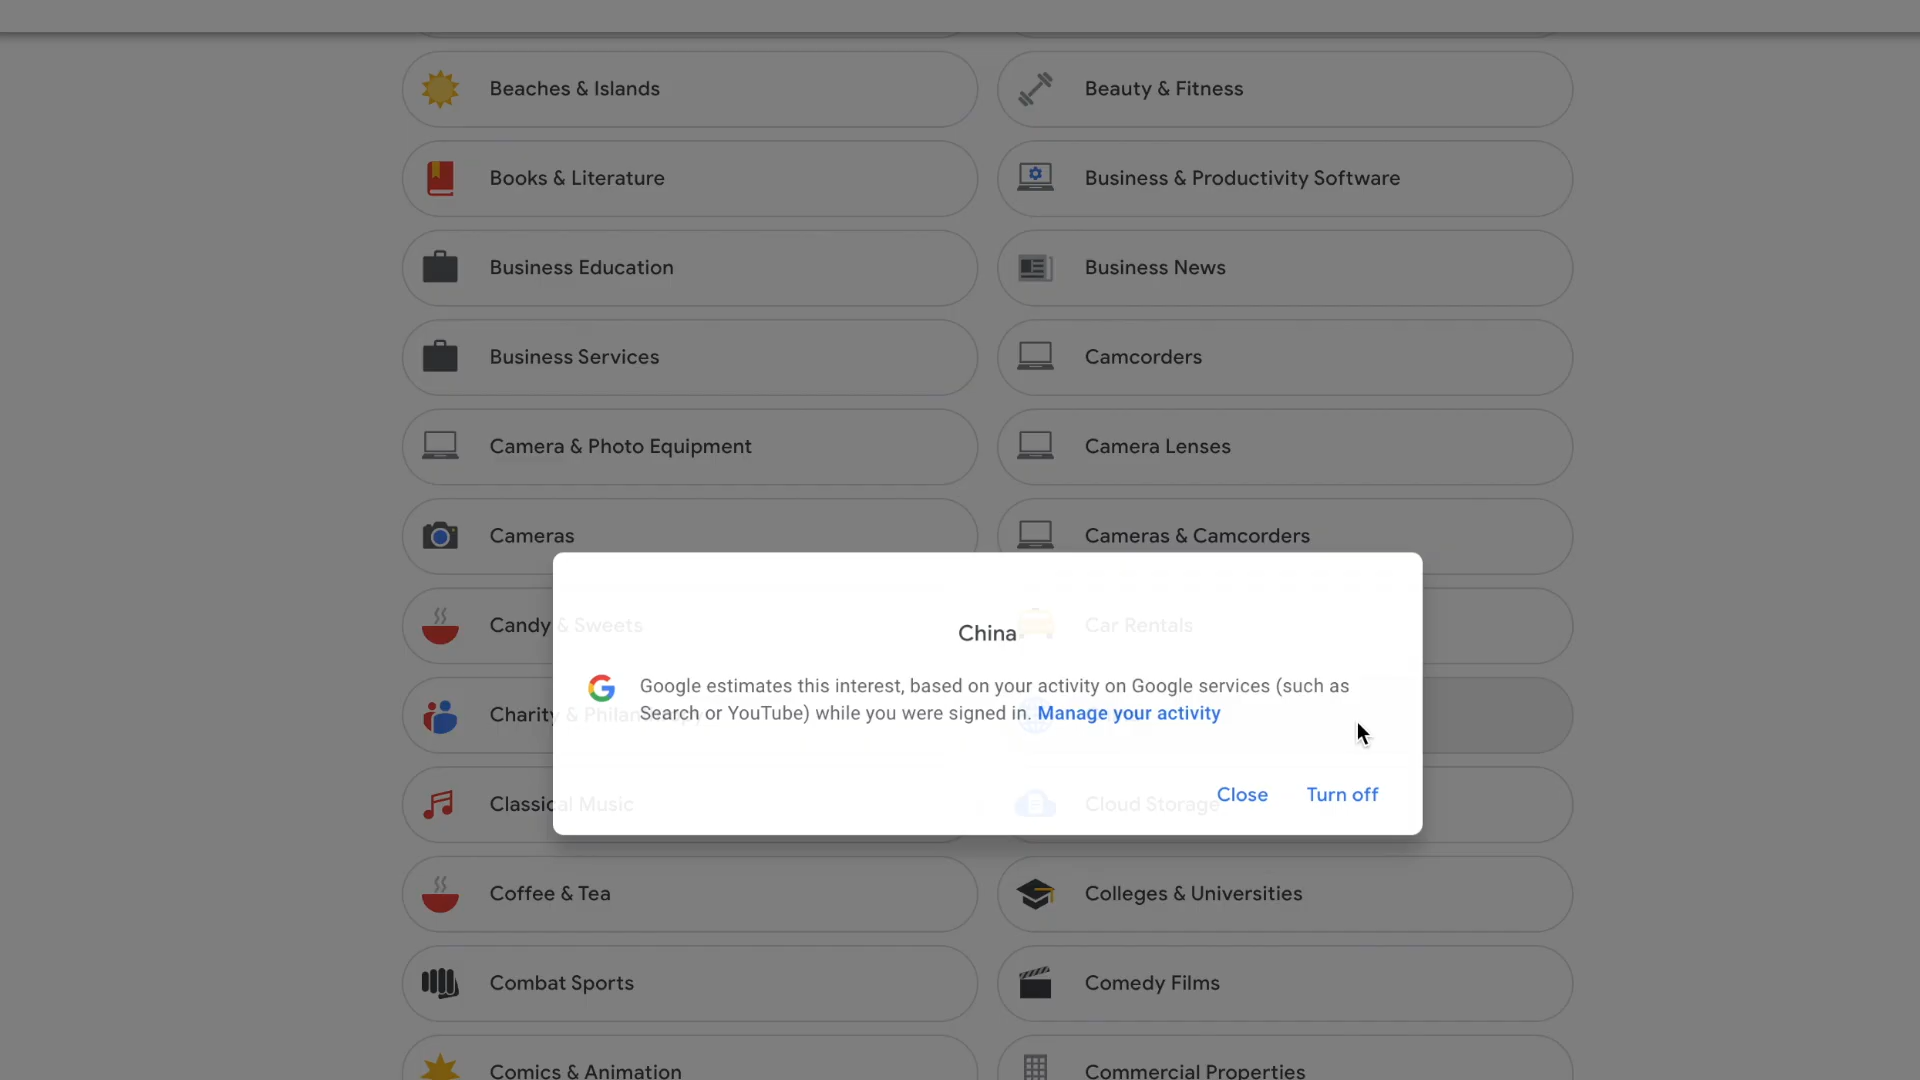 Beaches & Islands
Beauty & Fitness
Books & Literature
Business & Productivity Software
Business Education
Business News
Business Services
Camcorders
Camera & Photo Equipment
Camera Lenses
Cameras
Cameras & Camcorders
Candy & Sweets
Car Rentals
China
Google estimates this interest, based on your activity on Google services (such as
Search or YouTube) while you were signed in. Manage your activity
Charity & Philanthropy
Close
Turn off
Classical Music
Cloud Storage
Coffee & Tea
Colleges & Universities
Combat Sports
Comedy Films
Comics & Animation
Commercial Properties